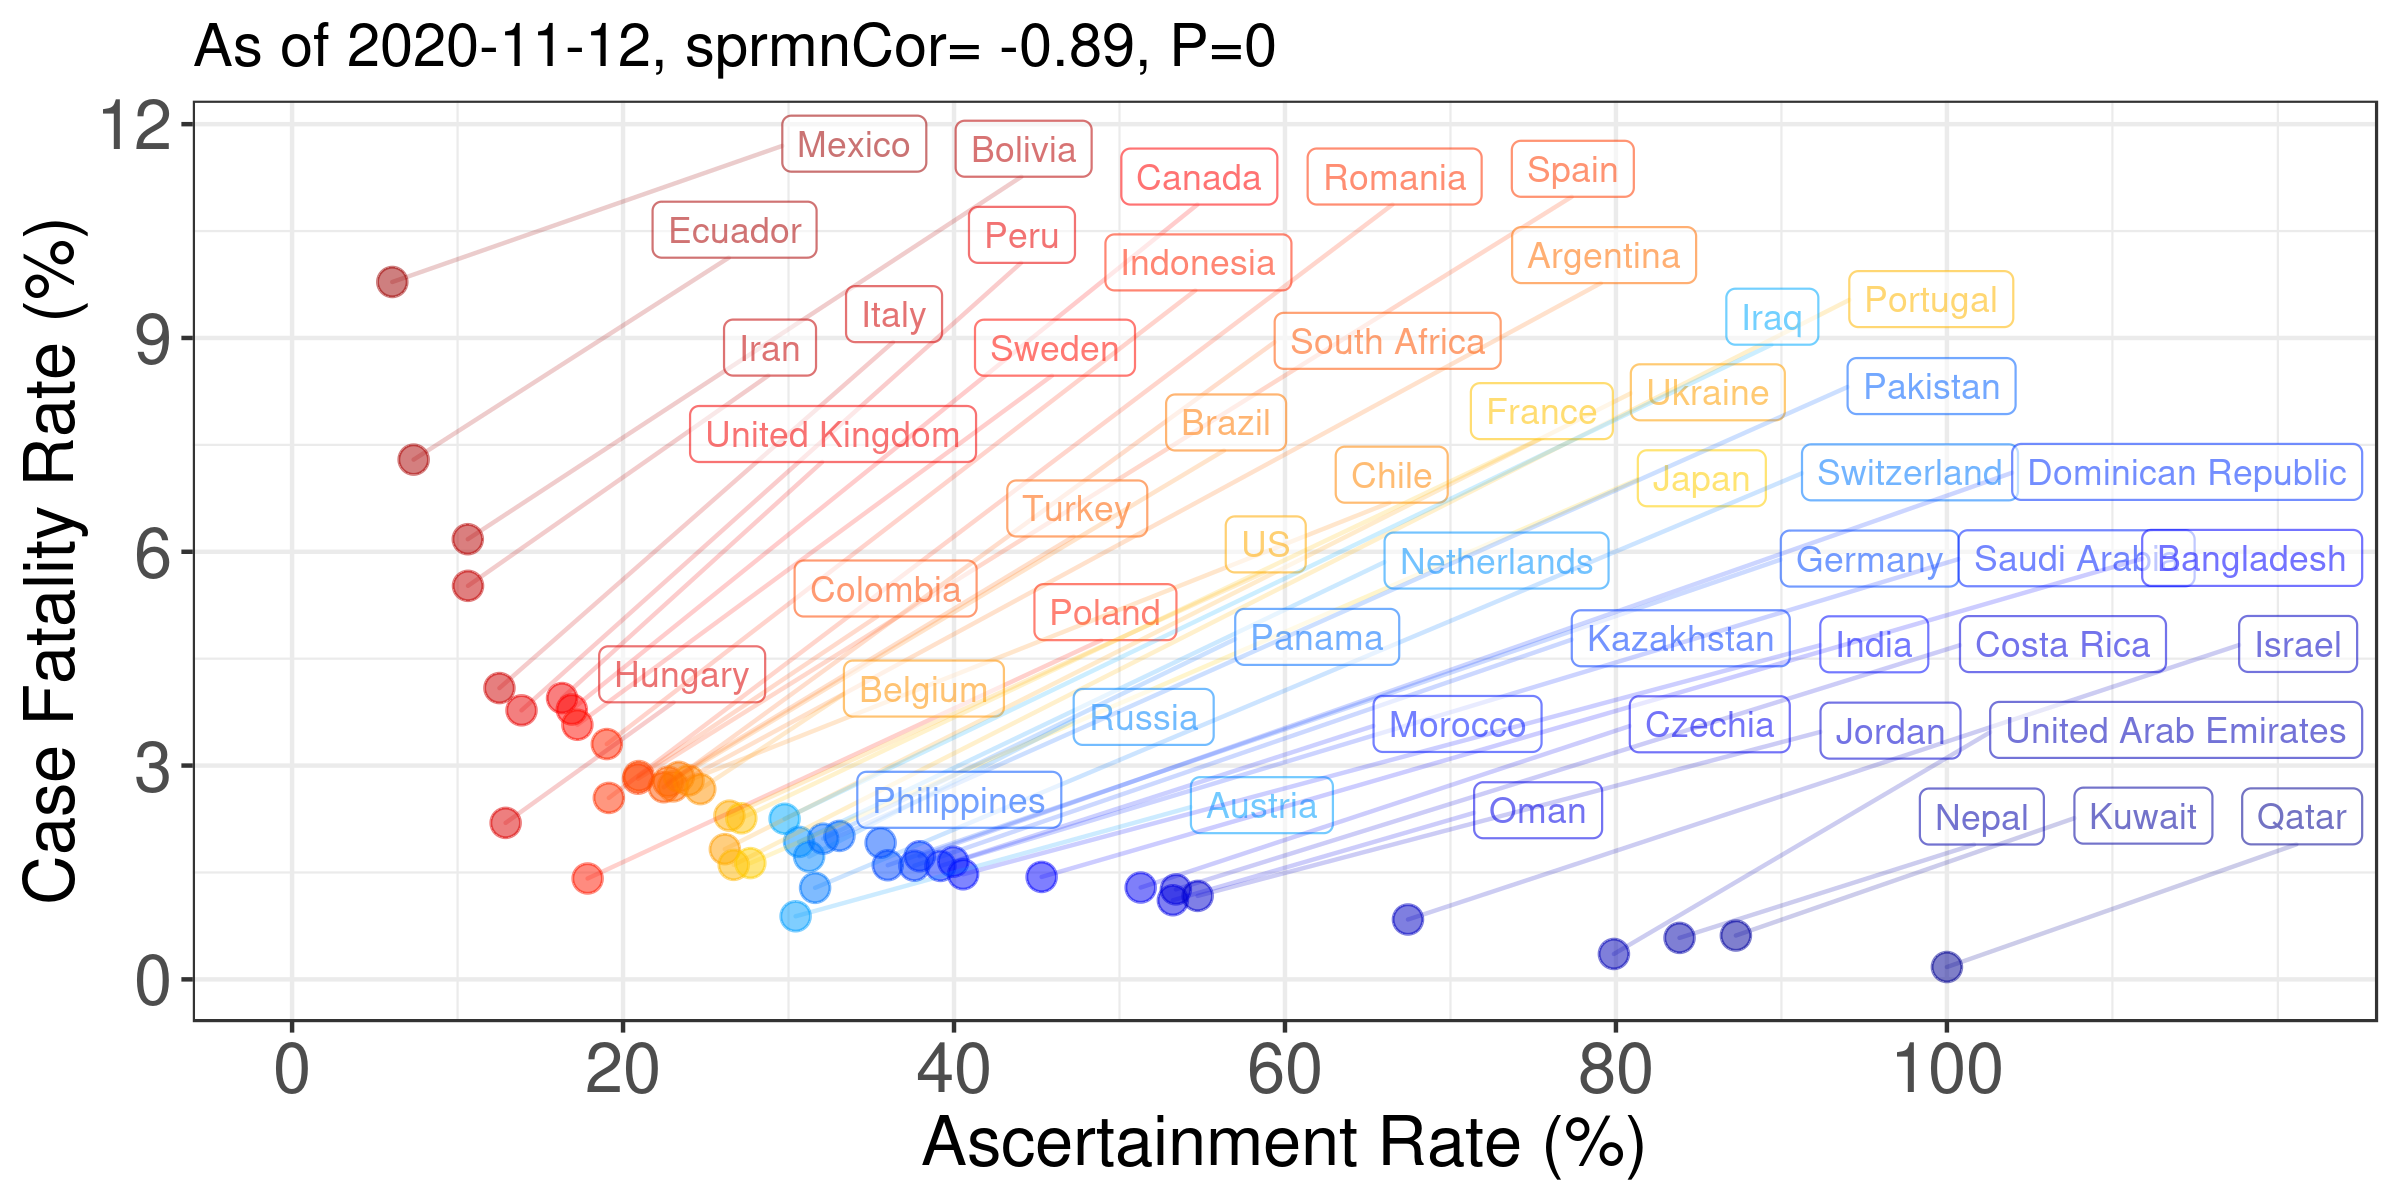 As of 2020-11-12, sprmnCor= -0.89, P=0
Case Fatality Rate (%)
12
9
6
3
0
Mexico
Bolivia
Canada
Romania
Spain
Ecuador
Peru
Indonesia
Argentina
Italy
Iraq
Portugal
Iran
Sweden
South Africa
United Kingdom
Brazil
France
Ukraine
Pakistan
Turkey
Chile
Japan
Switzerland
Dominican Republic
US
Netherlands
Germany
Saudi Arabi
Bangladesh
Colombia
Poland
Panama
Kazakhstan
India
Costa Rica
Israel
Hungary
Belgium
Russia
Morocco
Czechia
Jordan
United Arab Emirates
Philippines
Austria
Oman
Nepal
Kuwait
Qatar
0
20
40
60
80
100
Ascertainment Rate (%)